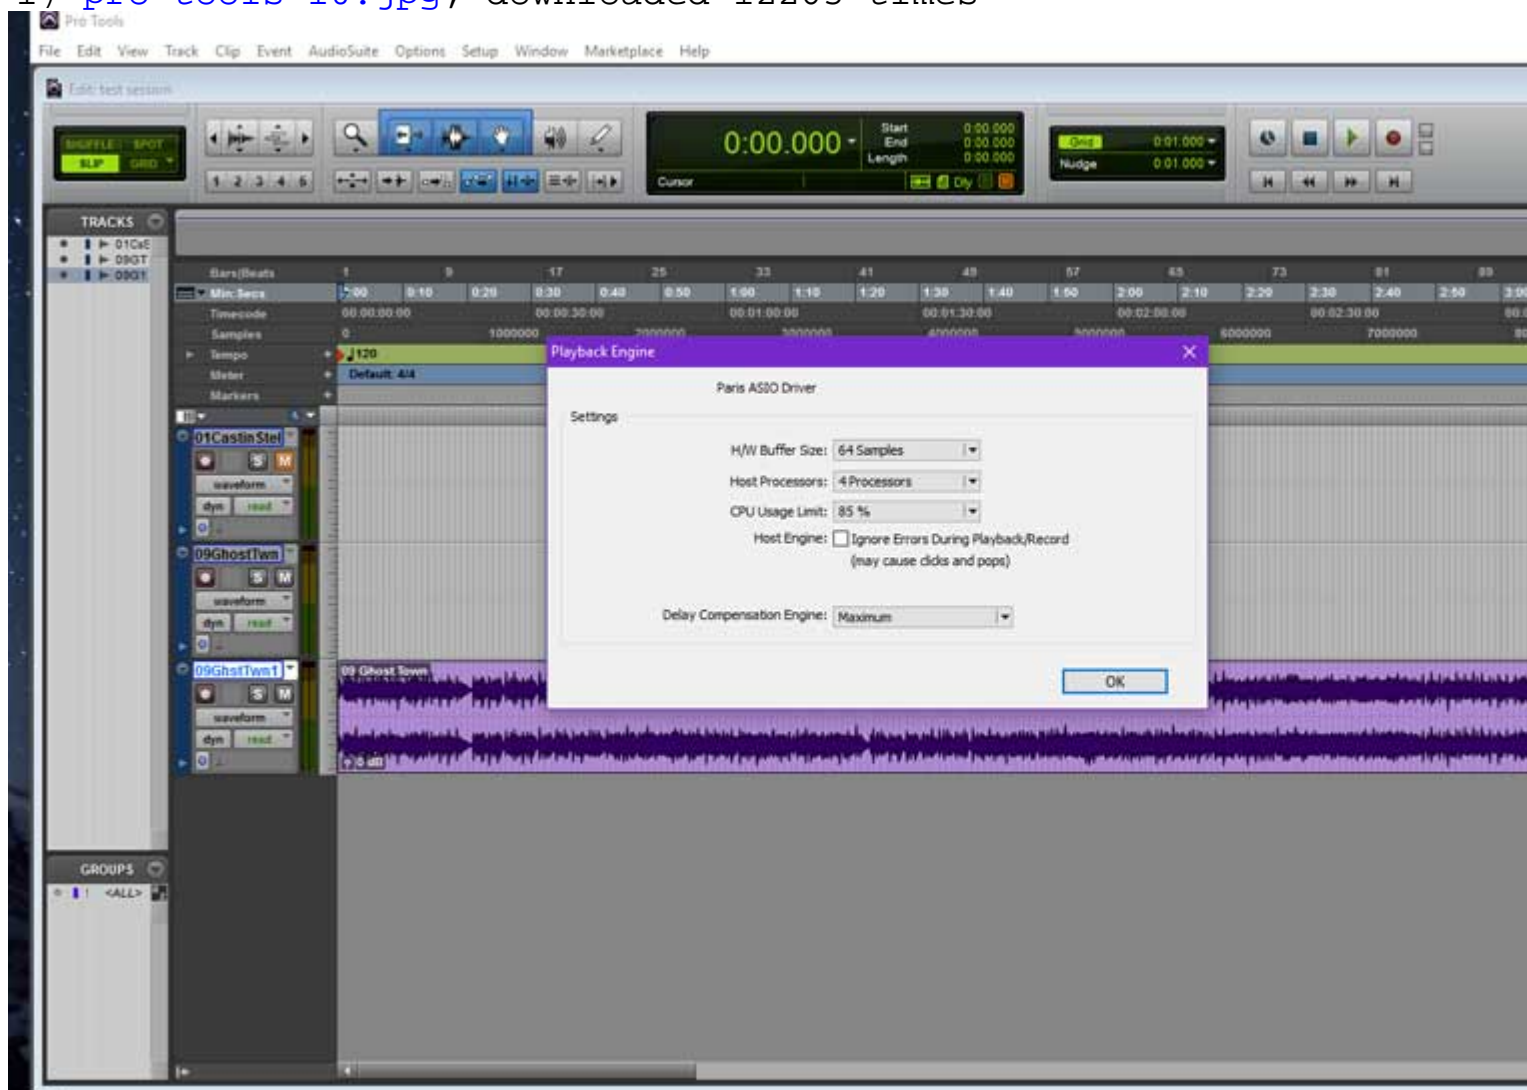 Pro Tools
File Edit View Track Clip Event AudioSuite Options Setup Window Marketplace Help
Edit: test session
SHUFFLE SPOT
SLIP GRID
1 2 3 4 5
0:00.000
Start 0:00.000
End 0:00.000
Length 0:00.000
Cursor
Dly
Grid 0:01.000
Nudge 0:01.000
TRACKS
01CaS
09GT
Bars|Beats 1 9 17 25 33 41 49 57 65 73 81 89
Min:Secs 0:00 0:10 0:20 0:30 0:40 0:50 1:00 1:10 1:20 1:30 1:40 1:50 2:00 2:10 2:20 2:30 2:40 2:50 3:00
Timecode 00:00:00:00 00:00:30:00 00:01:00:00 00:01:30:00 00:02:00:00 00:02:30:00
Samples 0 1000000 2000000 3000000 4000000 5000000 6000000 7000000
Tempo 120
Meter Default: 4/4
Markers
Playback Engine
Paris ASIO Driver
Settings
H/W Buffer Size: 64 Samples
Host Processors: 4 Processors
CPU Usage Limit: 85 %
Host Engine: Ignore Errors During Playback/Record
(may cause clicks and pops)
Delay Compensation Engine: Maximum
OK
01CastinStel
S M
waveform
dyn read
09GhostTwn
S M
waveform
dyn read
09GhstTwn1
S M
waveform
dyn read
09 Ghost Town
0 dB
GROUPS
! <ALL>